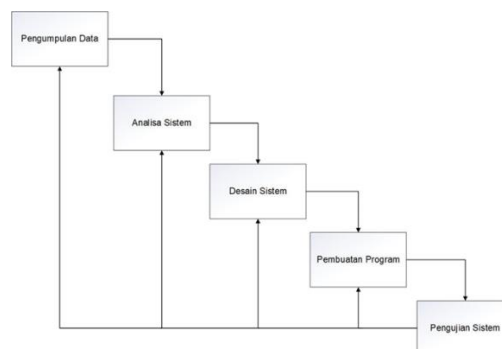 Pengumpulan Data
Analisa Sistem
Desain Sistem
Pembuatan Program
Pengujian Sistem